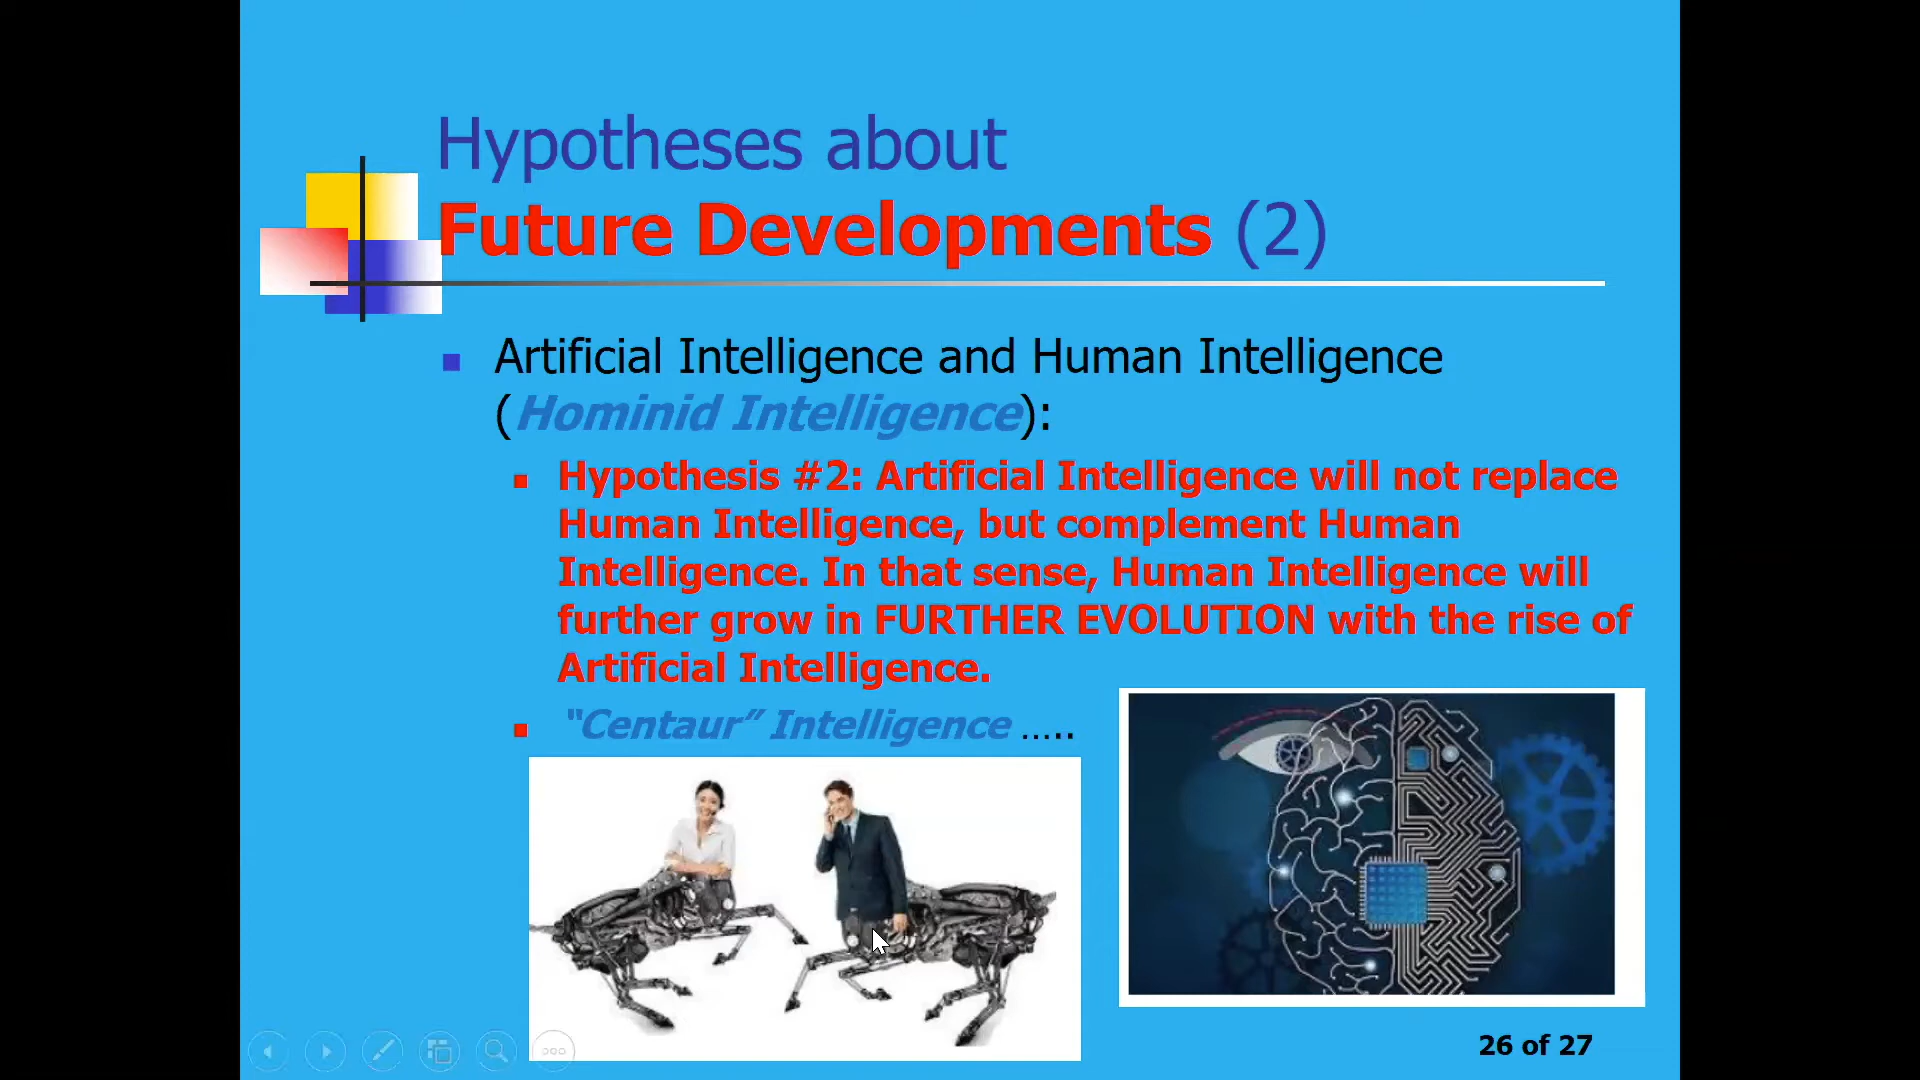 Hypotheses about
Future Developments (2)
Artificial Intelligence and Human Intelligence
(Hominid Intelligence):
Hypothesis #2: Artificial Intelligence will not replace
Human Intelligence, but complement Human
Intelligence. In that sense, Human Intelligence will
further grow in FURTHER EVOLUTION with the rise of
Artificial Intelligence.
“Centaur” Intelligence …..
26 of 27